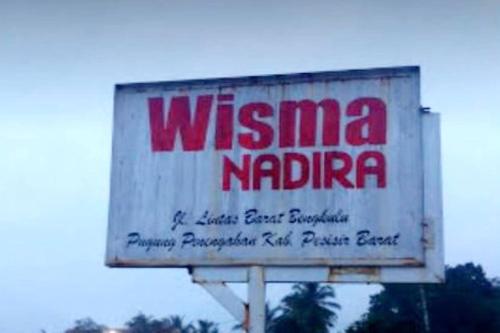 Wisma
NADIRA
Jl. Lintas Barat Bengkulu
Pugung Penengahan Kab. Pesisir Barat